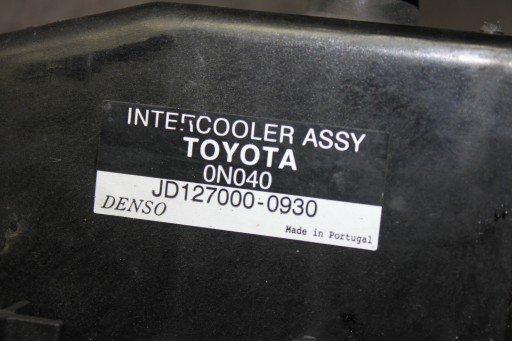 INTERCOOLER ASSY
TOYOTA
0N040
JD127000-0930
DENSO
Made in Portugal